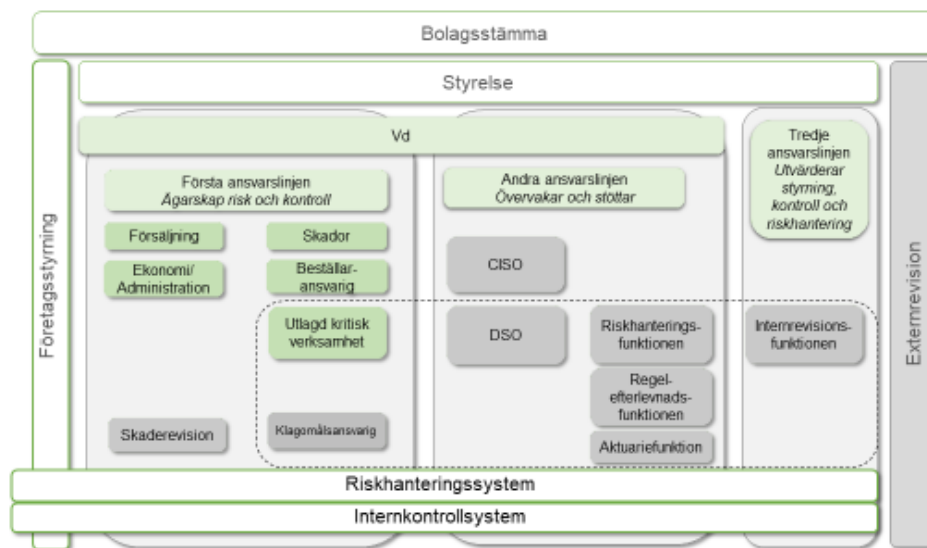 Bolagsstämma
Företagsstyrning
Styrelse
Externrevision
Vd
Första ansvarslinjen
Ägarskap risk och kontroll
Försäljning
Skador
Ekonomi/
Administration
Beställar-
ansvarig
Utlagd kritisk
verksamhet
Skaderevision
Klagomålsansvarig
Andra ansvarslinjen
Övervakar och stöttar
CISO
DSO
Riskhanterings-
funktionen
Regel-
efterlevnads-
funktionen
Aktuariefunktion
Tredje
ansvarslinjen
Utvärderar
styrning,
kontroll och
riskhantering
Internrevisions-
funktionen
Riskhanteringssystem
Internkontrollsystem